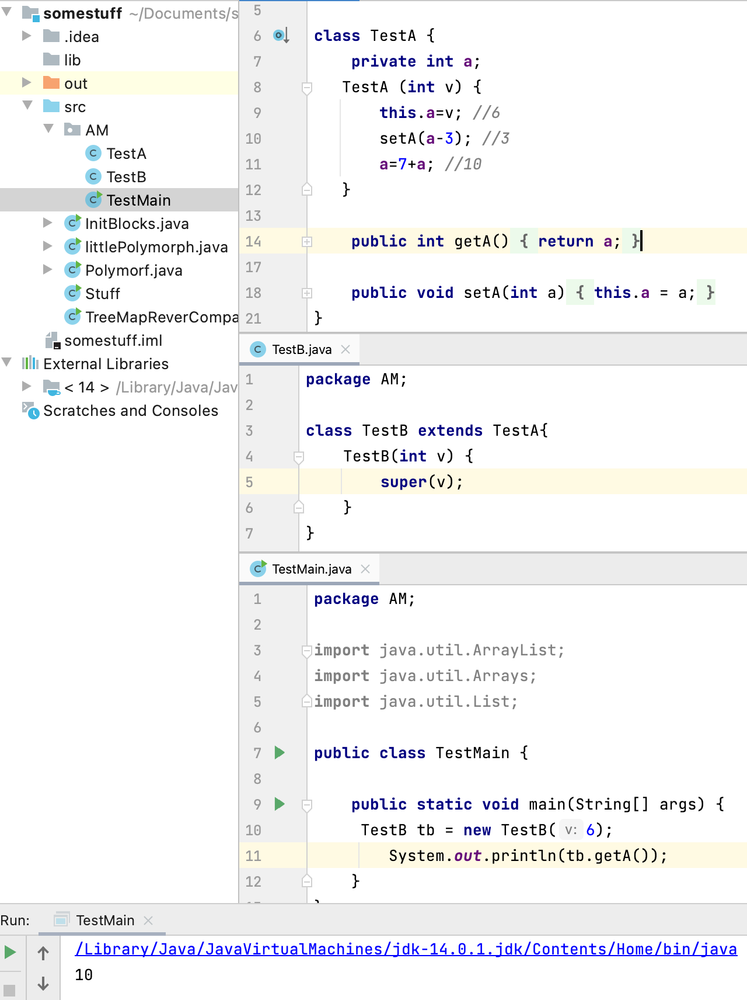 somestuff ~/Documents/s
.idea
lib
out
src
AM
TestA
TestB
TestMain
InitBlocks.java
littlePolymorph.java
Polymorf.java
Stuff
TreeMapReverCompa
somestuff.iml
External Libraries
< 14 > /Library/Java/Jav
Scratches and Consoles
5
6 class TestA {
7 private int a;
8 TestA (int v) {
9 this.a=v; //6
10 setA(a-3); //3
11 a=7+a; //10
12 }
13
14 public int getA() { return a; }
17
18 public void setA(int a) { this.a = a; }
21 }
TestB.java
1 package AM;
2
3 class TestB extends TestA{
4 TestB(int v) {
5 super(v);
6 }
7 }
TestMain.java
1 package AM;
2
3 import java.util.ArrayList;
4 import java.util.Arrays;
5 import java.util.List;
6
7 public class TestMain {
8
9 public static void main(String[] args) {
10 TestB tb = new TestB( v: 6);
11 System.out.println(tb.getA());
12 }
Run: TestMain
/Library/Java/JavaVirtualMachines/jdk-14.0.1.jdk/Contents/Home/bin/java
10